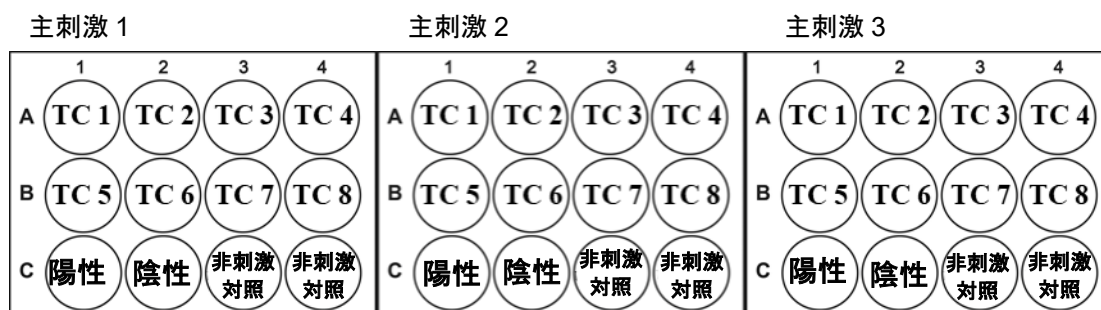 主刺激 1 主刺激 2 主刺激 3
1 2 3 4 1 2 3 4 1 2 3 4
A TC 1 TC 2 TC 3 TC 4 A TC 1 TC 2 TC 3 TC 4 A TC 1 TC 2 TC 3 TC 4
B TC 5 TC 6 TC 7 TC 8 B TC 5 TC 6 TC 7 TC 8 B TC 5 TC 6 TC 7 TC 8
C 陽性 陰性 非刺激対照 非刺激対照 C 陽性 陰性 非刺激対照 非刺激対照 C 陽性 陰性 非刺激対照 非刺激対照